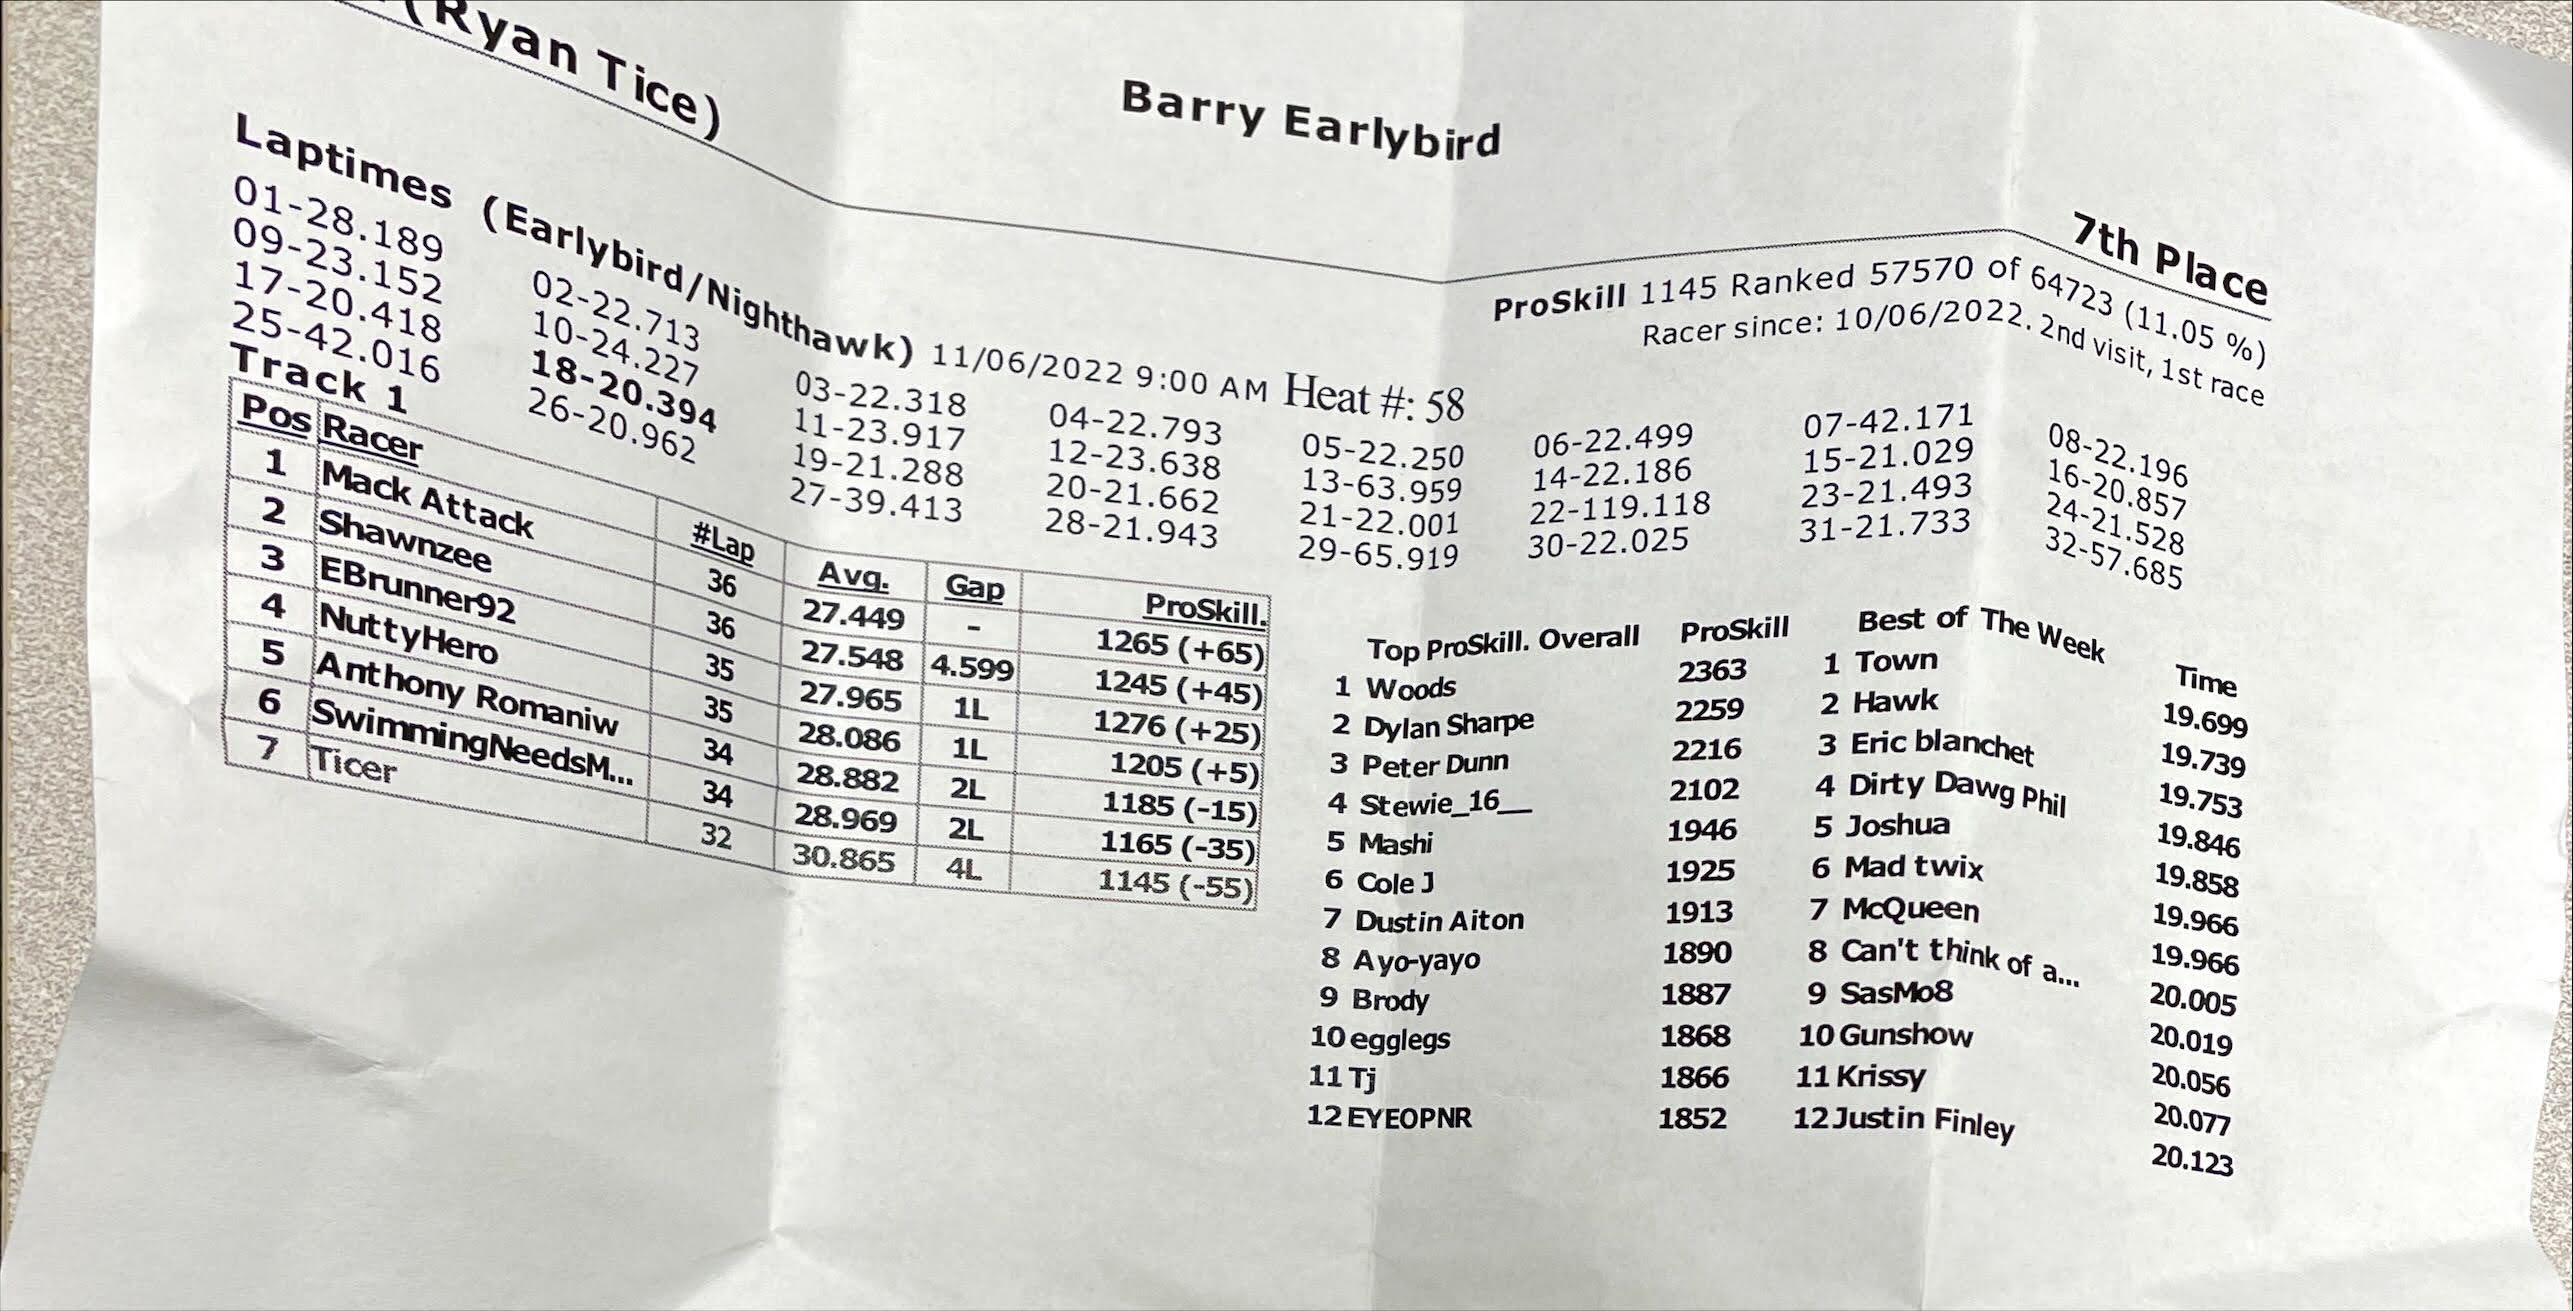 (Ryan Tice)
Barry Earlybird
7th Place
ProSkill 1145 Ranked 57570 of 64723 (11.05 %)
Racer since: 10/06/2022. 2nd visit, 1st race
Laptimes (Earlybird/Nighthawk) 11/06/2022 9:00 AM Heat #: 58
01-28.189 02-22.713 03-22.318 04-22.793 05-22.250 06-22.499 07-42.171 08-22.196
09-23.152 10-24.227 11-23.917 12-23.638 13-63.959 14-22.186 15-21.029 16-20.857
17-20.418 18-20.394 19-21.288 20-21.662 21-22.001 22-119.118 23-21.493 24-21.528
25-42.016 26-20.962 27-39.413 28-21.943 29-65.919 30-22.025 31-21.733 32-57.685
Track 1
Pos Racer #Lap Avg. Gap ProSkill.
1 Mack Attack 36 27.449 - 1265 (+65)
2 Shawnzee 36 27.548 4.599 1245 (+45)
3 EBrunner92 35 27.965 1L 1276 (+25)
4 NuttyHero 35 28.086 1L 1205 (+5)
5 Anthony Romaniw 34 28.882 2L 1185 (-15)
6 SwimmingNeedsM... 34 28.969 2L 1165 (-35)
7 Ticer 32 30.865 4L 1145 (-55)
Top ProSkill. Overall ProSkill
1 Woods 2363
2 Dylan Sharpe 2259
3 Peter Dunn 2216
4 Stewie_16__ 2102
5 Mashi 1946
6 Cole J 1925
7 Dustin Aiton 1913
8 Ayo-yayo 1890
9 Brody 1887
10 egglegs 1868
11 Tj 1866
12 EYEOPNR 1852
Best of The Week Time
1 Town 19.699
2 Hawk 19.739
3 Eric blanchet 19.753
4 Dirty Dawg Phil 19.846
5 Joshua 19.858
6 Mad twix 19.966
7 McQueen 19.966
8 Can't think of a... 20.005
9 SasMo8 20.019
10 Gunshow 20.056
11 Krissy 20.077
12 Justin Finley 20.123